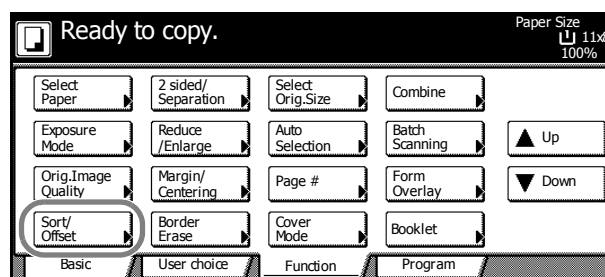 Ready to copy.
Paper Size
11x
100%
Select
Paper
2 sided/
Separation
Select
Orig.Size
Combine
Exposure
Mode
Reduce
/Enlarge
Auto
Selection
Batch
Scanning
Up
Orig.Image
Quality
Margin/
Centering
Page #
Form
Overlay
Down
Sort/
Offset
Border
Erase
Cover
Mode
Booklet
Basic
User choice
Function
Program